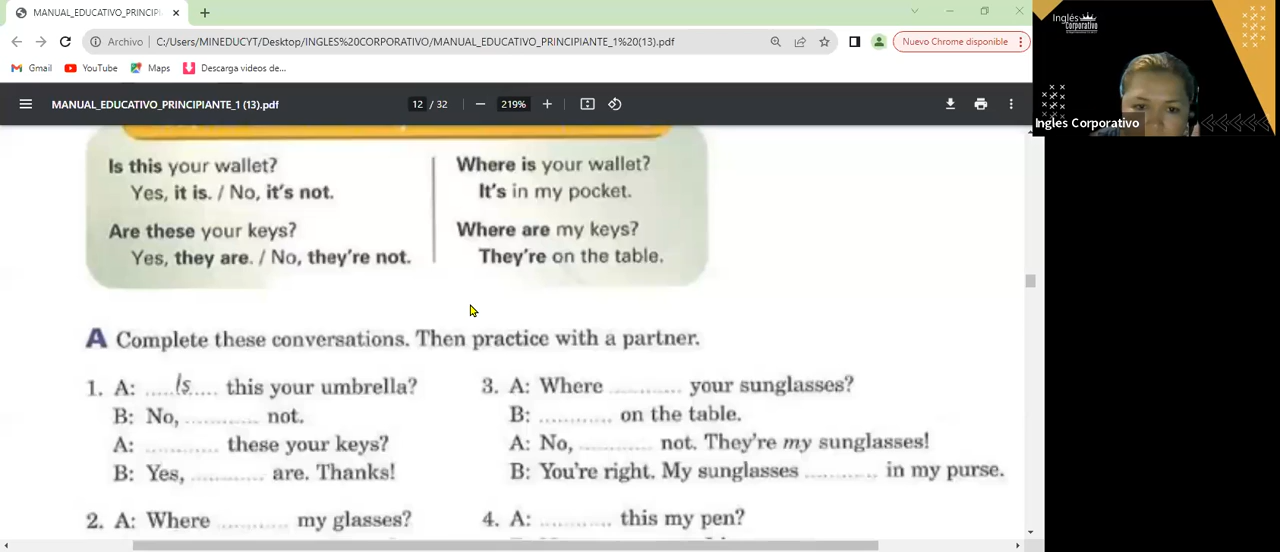 MANUAL_EDUCATIVO_PRINCIPI
Archivo C:/Users/MINEDUCYT/Desktop/INGLES%20CORPORATIVO/MANUAL_EDUCATIVO_PRINCIPIANTE_1%20(13).pdf
Nuevo Chrome disponible
Gmail YouTube Maps Descarga videos de...
MANUAL_EDUCATIVO_PRINCIPIANTE_1 (13).pdf 12 / 32 219%
Inglés
Corporativo
Ingles Corporativo
Is this your wallet?
Yes, it is. / No, it's not.
Are these your keys?
Yes, they are. / No, they're not.
Where is your wallet?
It's in my pocket.
Where are my keys?
They're on the table.
A Complete these conversations. Then practice with a partner.
1. A: .....Is..... this your umbrella?
B: No, ............ not.
A: ............ these your keys?
B: Yes, ............ are. Thanks!
2. A: Where ............ my glasses?
3. A: Where ............ your sunglasses?
B: ............ on the table.
A: No, ............ not. They're my sunglasses!
B: You're right. My sunglasses ............ in my purse.
4. A: ............ this my pen?